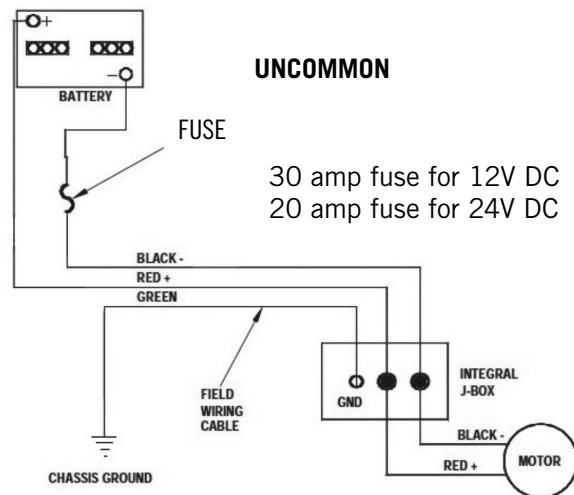 +
−
BATTERY
UNCOMMON
FUSE
30 amp fuse for 12V DC
20 amp fuse for 24V DC
BLACK -
RED +
GREEN
FIELD
WIRING
CABLE
GND
INTEGRAL
J-BOX
BLACK -
RED +
MOTOR
CHASSIS GROUND